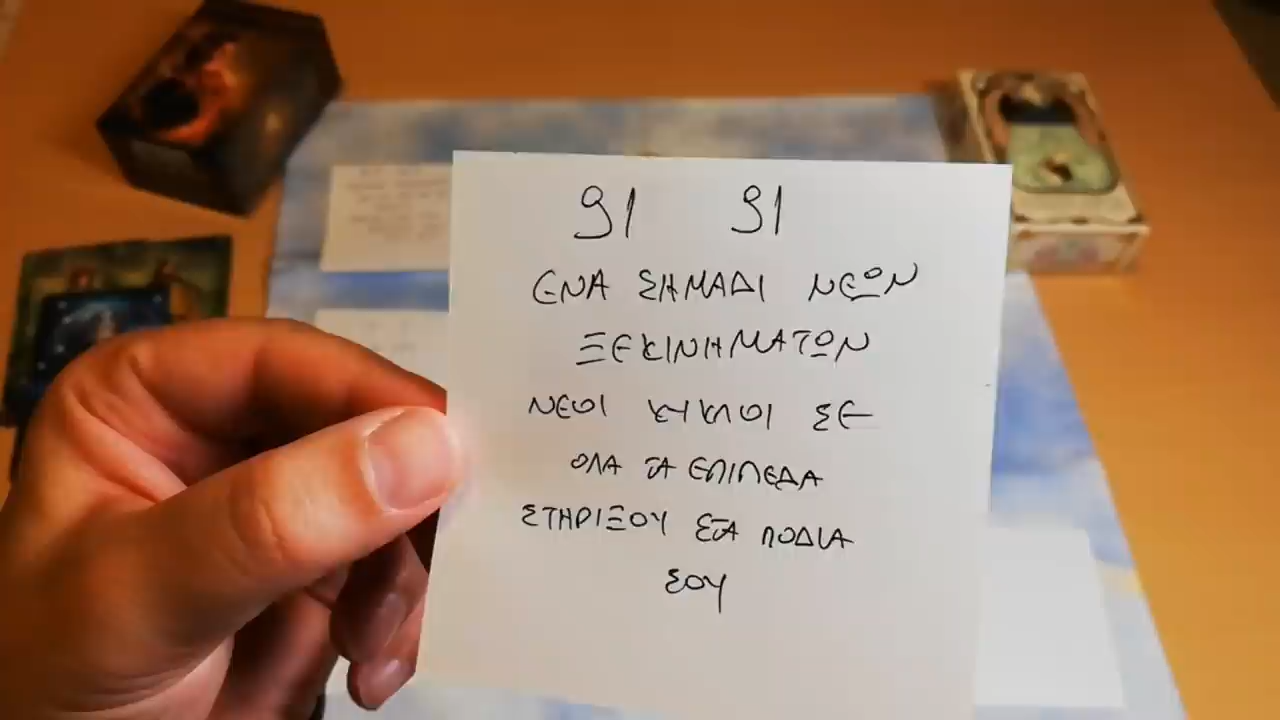 91 91
ΕΝΑ ΣΗΜΑΔΙ ΝΕΩΝ
ΞΕΚΙΝΗΜΑΤΩΝ
ΝΕΟΙ ΚΥΚΛΟΙ ΣΕ
ΟΛΑ ΤΑ ΕΠΙΠΕΔΑ
ΣΤΗΡΙΞΟΥ ΣΤΑ ΠΟΔΙΑ
ΣΟΥ